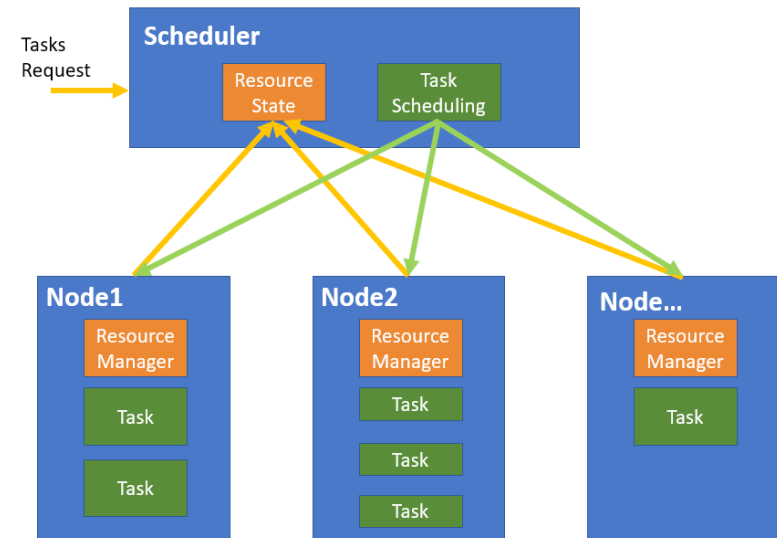 Scheduler
Tasks
Request
Resource
State
Task
Scheduling
Node1
Node2
Node...
Resource
Manager
Resource
Manager
Resource
Manager
Task
Task
Task
Task
Task
Task